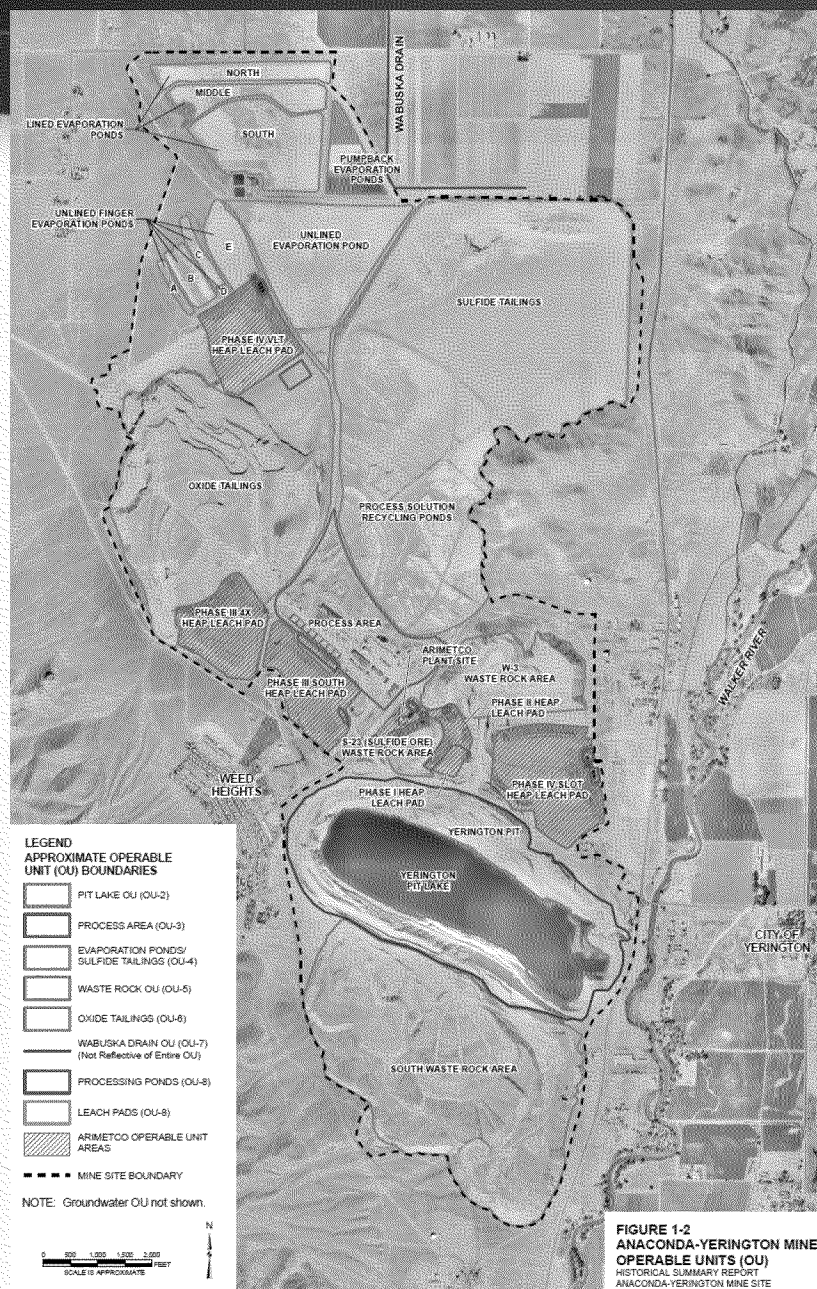 NORTH
MIDDLE
SOUTH
LINED EVAPORATION
PONDS
WABUSKA DRAIN
PUMPBACK
EVAPORATION
PONDS
UNLINED FINGER
EVAPORATION PONDS
A
B
C
D
E
UNLINED
EVAPORATION POND
SULFIDE TAILINGS
PHASE IV VLT
HEAP LEACH PAD
OXIDE TAILINGS
PROCESS SOLUTION
RECYCLING PONDS
PHASE III 4X
HEAP LEACH PAD
PROCESS AREA
ARIMETCO
PLANT SITE
PHASE III SOUTH
HEAP LEACH PAD
W-3
WASTE ROCK AREA
PHASE II HEAP
LEACH PAD
S-23 (SULFIDE ORE)
WASTE ROCK AREA
WALKER RIVER
WEED
HEIGHTS
PHASE I HEAP
LEACH PAD
PHASE IV SLOT
HEAP LEACH PAD
YERINGTON PIT
YERINGTON
PIT LAKE
CITY OF
YERINGTON
SOUTH WASTE ROCK AREA
LEGEND
APPROXIMATE OPERABLE
UNIT (OU) BOUNDARIES
PIT LAKE OU (OU-2)
PROCESS AREA (OU-3)
EVAPORATION PONDS/
SULFIDE TAILINGS (OU-4)
WASTE ROCK OU (OU-5)
OXIDE TAILINGS (OU-6)
WABUSKA DRAIN OU (OU-7)
(Not Reflective of Entire OU)
PROCESSING PONDS (OU-8)
LEACH PADS (OU-8)
ARIMETCO OPERABLE UNIT
AREAS
MINE SITE BOUNDARY
NOTE: Groundwater OU not shown.
N
0 500 1,000 1,500 2,000
FEET
SCALE IS APPROXIMATE
FIGURE 1-2
ANACONDA-YERINGTON MINE
OPERABLE UNITS (OU)
HISTORICAL SUMMARY REPORT
ANACONDA-YERINGTON MINE SITE